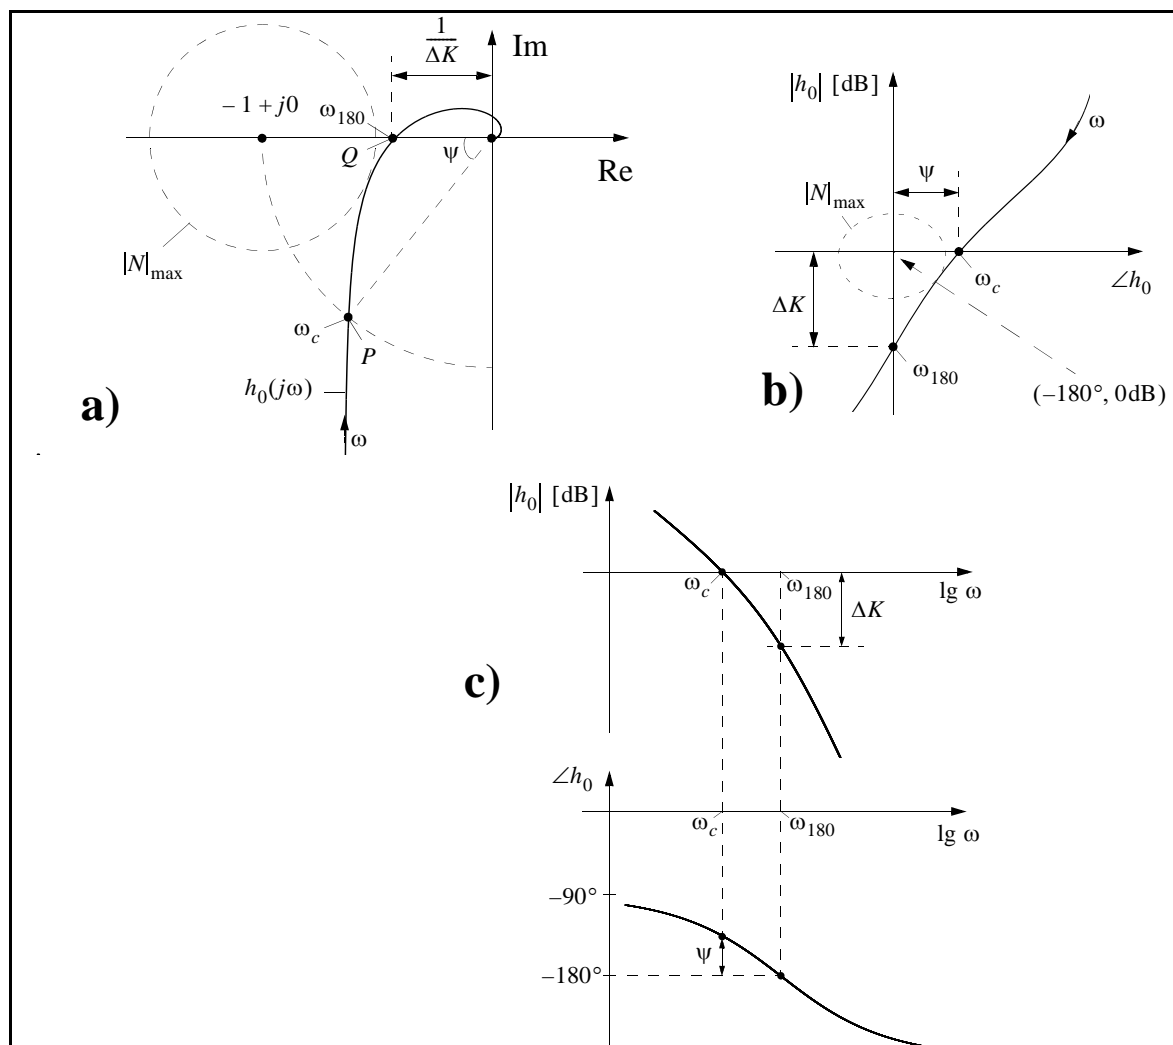 1
ΔK
Im
−1 + j0
ω180
Q
ψ
Re
|N|max
ωc
P
h0(jω)
ω
a)
|h0| [dB]
ω
ψ
|N|max
ωc
∠h0
ΔK
ω180
(−180°, 0dB)
b)
|h0| [dB]
ωc
ω180
lg ω
ΔK
c)
∠h0
ωc
ω180
lg ω
−90°
ψ
−180°